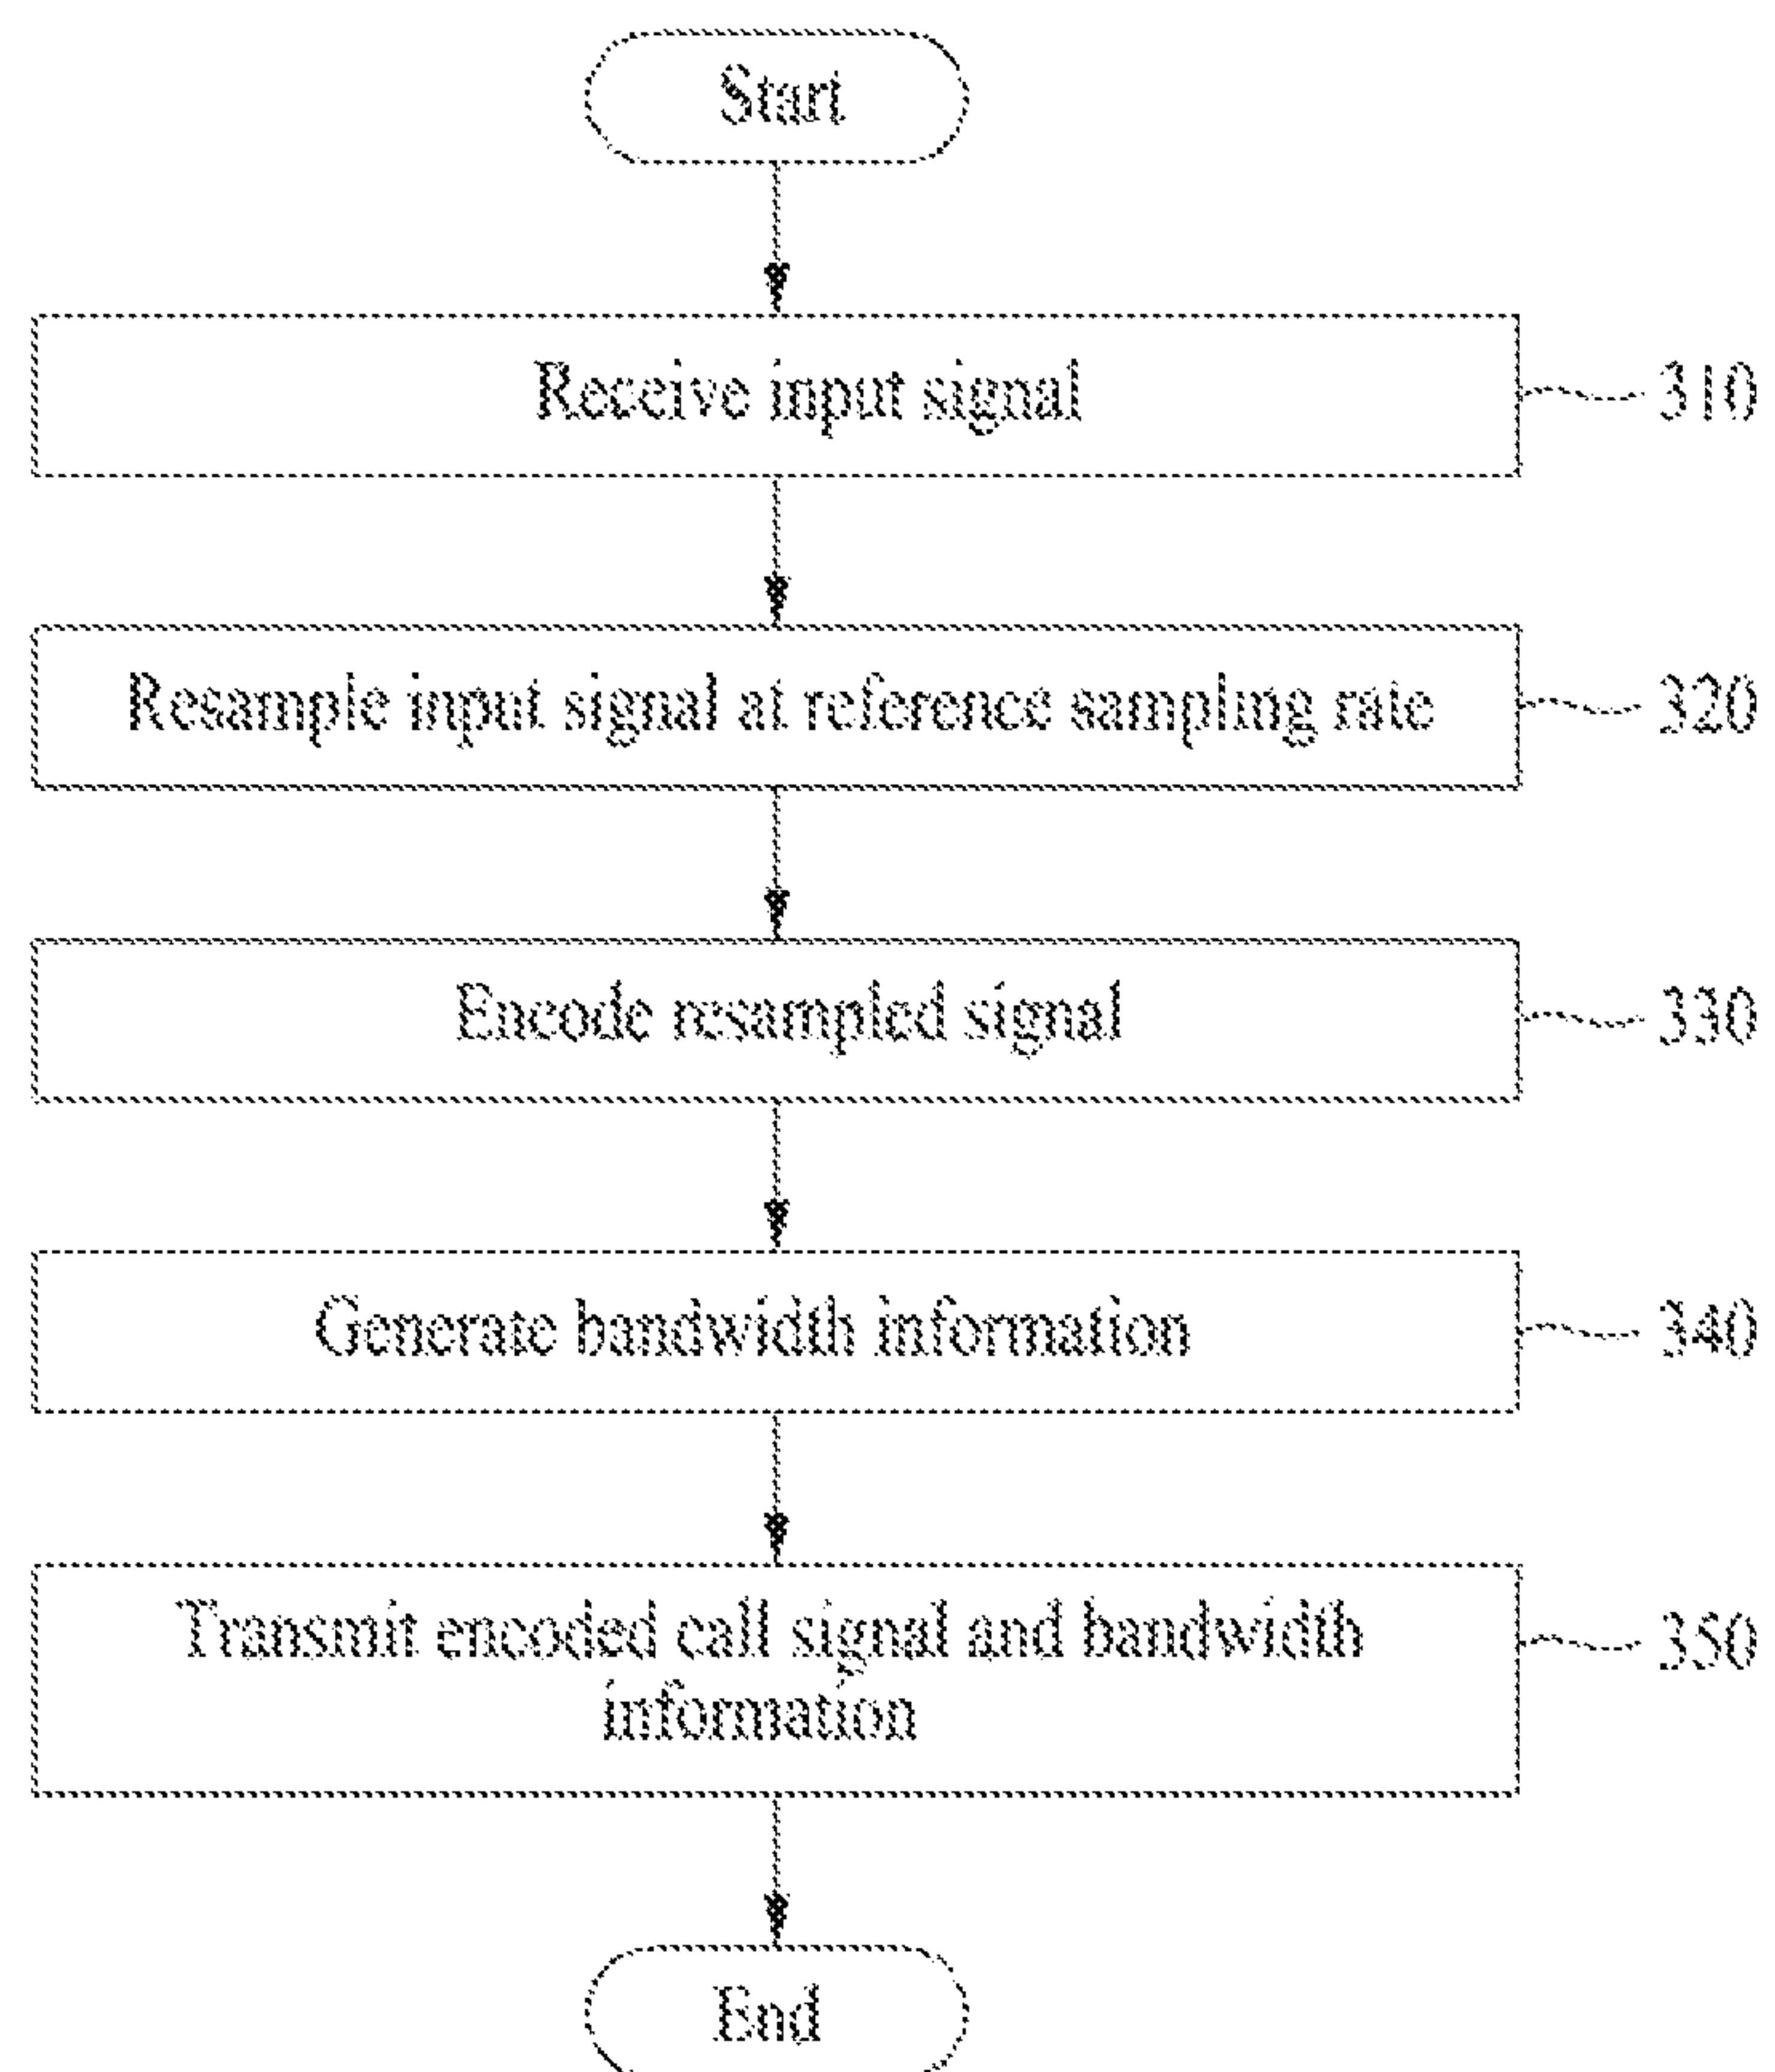 Start
Receive input signal
310
Resample input signal at reference sampling rate
320
Encode resampled signal
330
Generate bandwidth information
340
Transmit encoded call signal and bandwidth
information
350
End